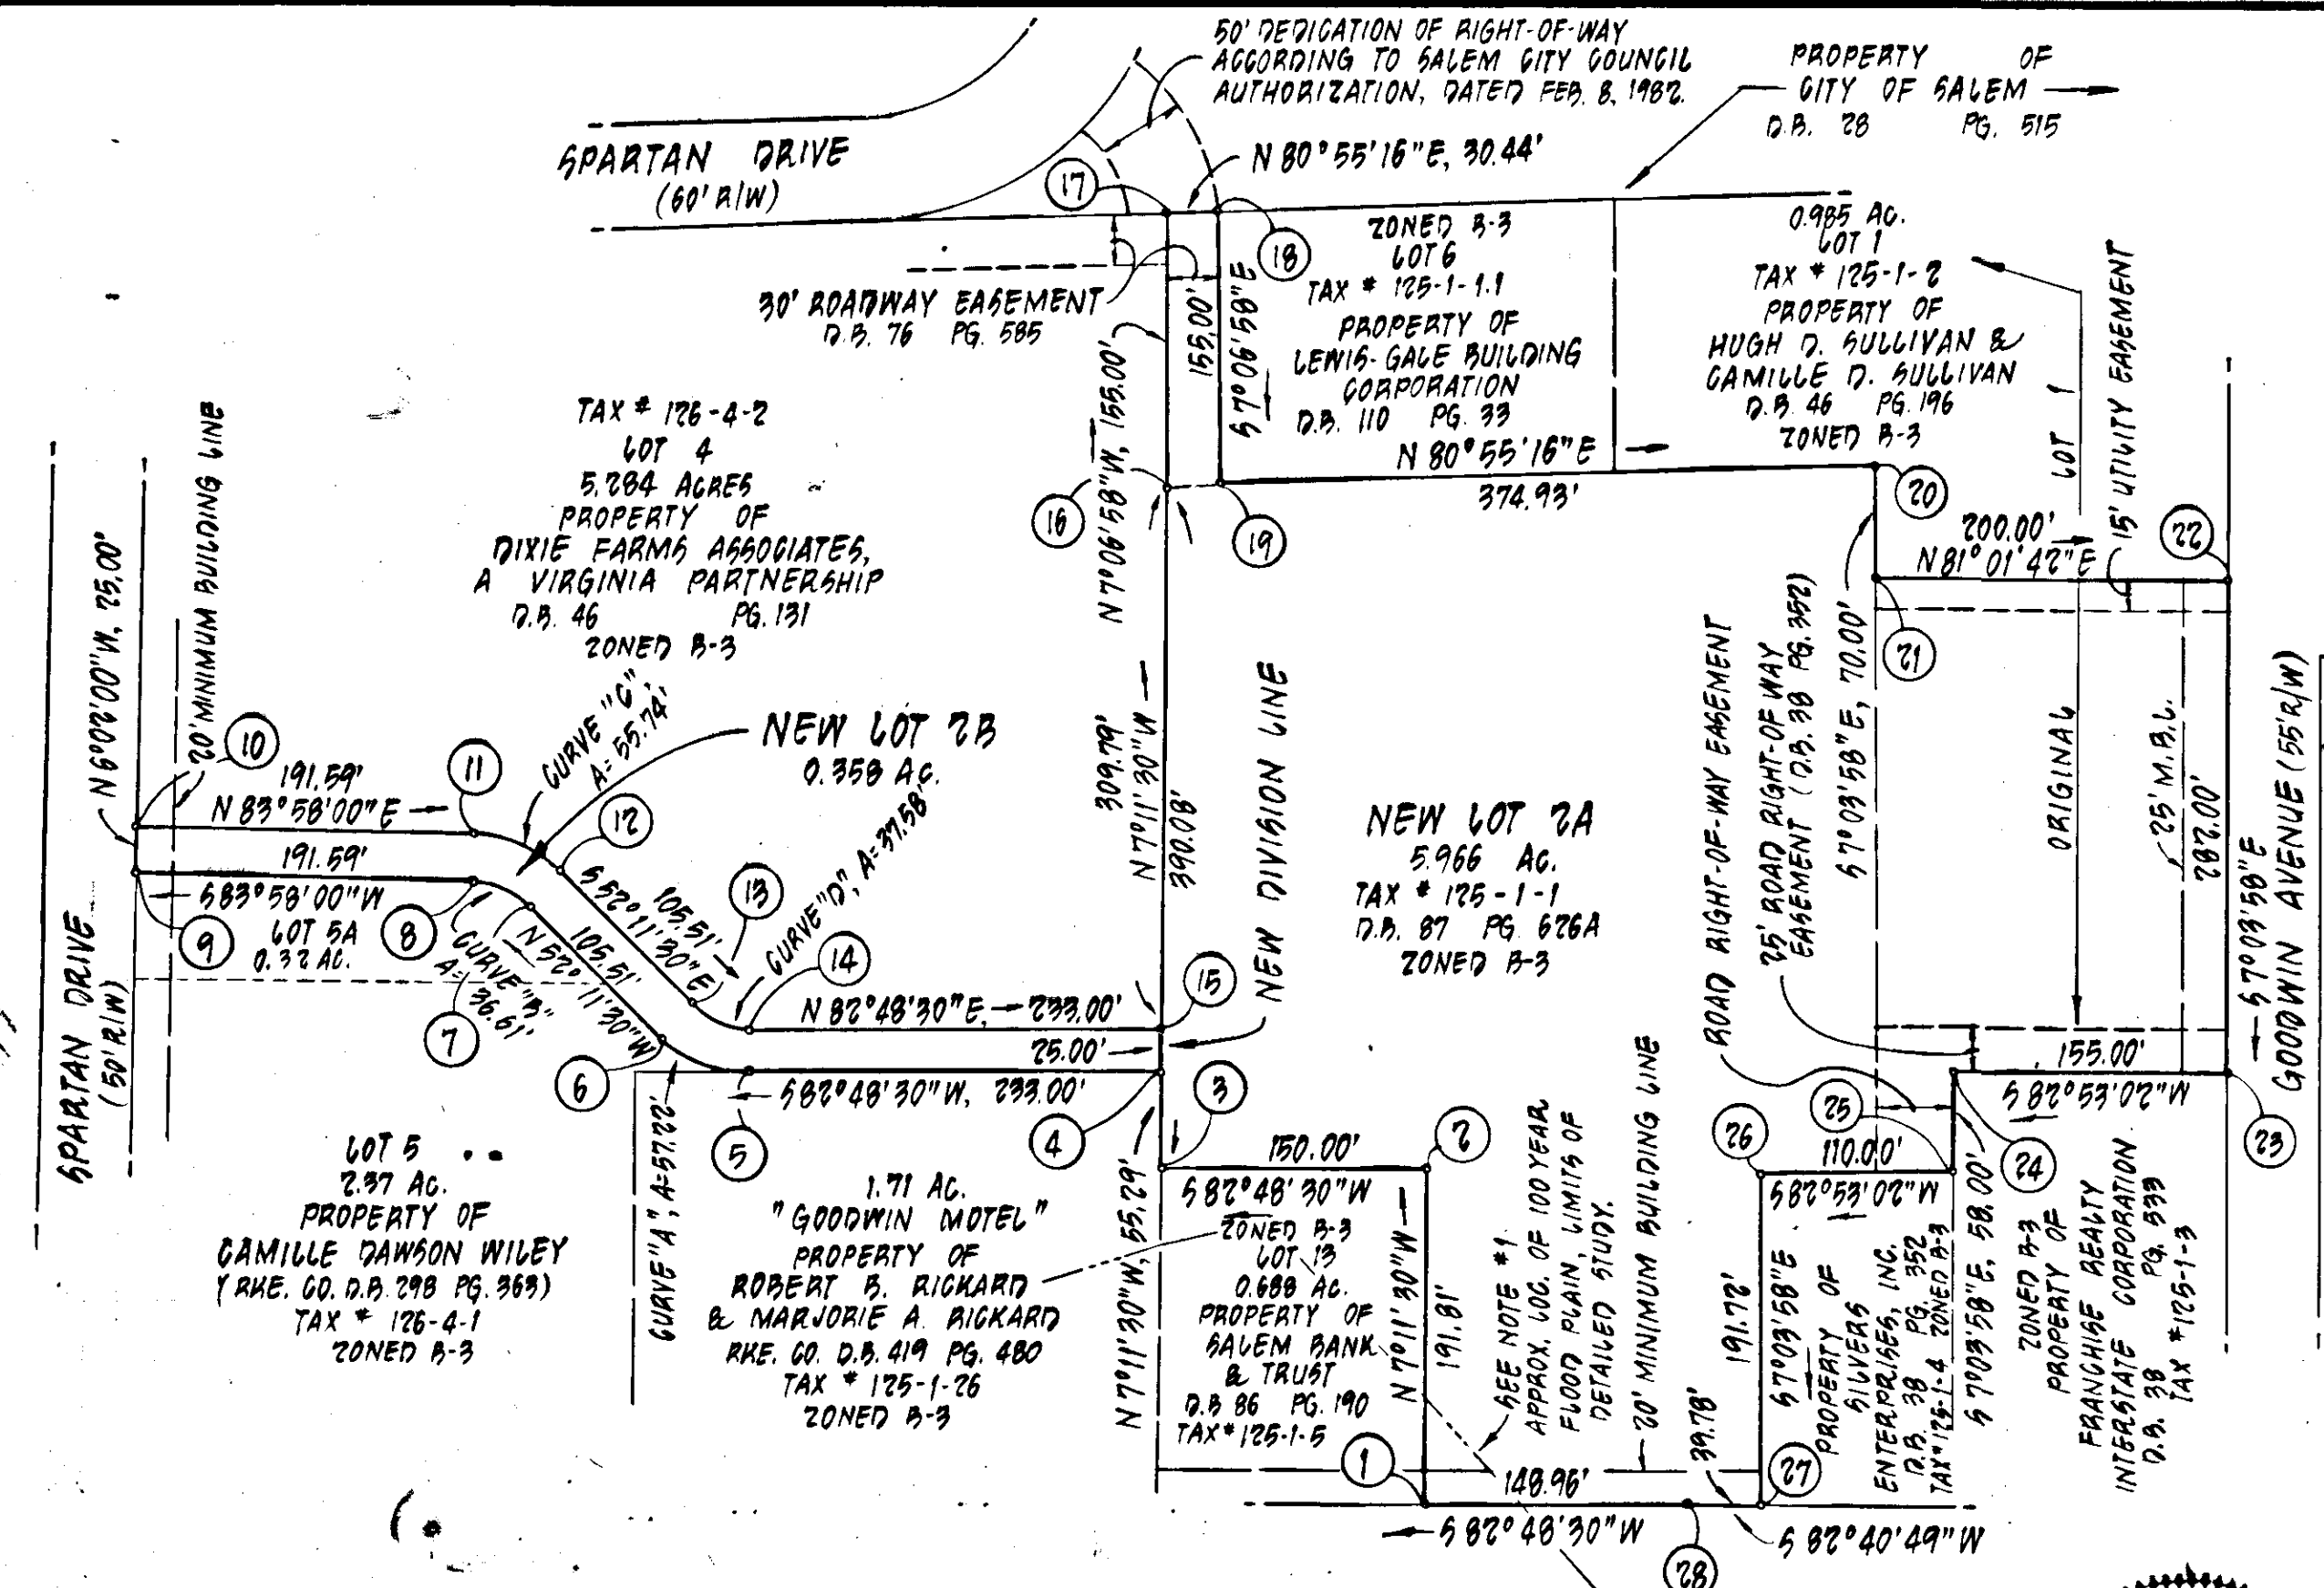 50' DEDICATION OF RIGHT-OF-WAY
ACCORDING TO SALEM CITY COUNCIL
AUTHORIZATION, DATED FEB. 8, 1982.
PROPERTY OF
CITY OF SALEM
D.B. 28 PG. 515
SPARTAN DRIVE
(60' R/W)
N 80°55'16"E, 30.44'
17
18
30' ROADWAY EASEMENT
D.B. 76 PG. 585
N 7°06'58"W, 155.00'
155.00'
S 7°06'58"E
ZONED B-3
LOT 6
TAX # 125-1-1.1
PROPERTY OF
LEWIS-GALE BUILDING
CORPORATION
D.B. 110 PG. 33
N 80°55'16"E
374.93'
0.985 AC.
LOT 1
TAX # 125-1-2
PROPERTY OF
HUGH D. SULLIVAN &
CAMILLE D. SULLIVAN
D.B. 46 PG. 196
ZONED B-3
LOT 1
15' UTILITY EASEMENT
16
19
20
200.00'
N 81°01'42"E
22
21
TAX # 126-4-2
LOT 4
5.284 ACRES
PROPERTY OF
DIXIE FARMS ASSOCIATES,
A VIRGINIA PARTNERSHIP
D.B. 46 PG. 131
ZONED B-3
N 6°02'00"W, 25.00'
20' MINIMUM BUILDING LINE
10
191.59'
N 83°58'00"E
11
CURVE "C",
A=55.74'
12
NEW LOT 2B
0.358 AC.
191.59'
S 83°58'00"W
LOT 5A
0.32 AC.
9
8
CURVE "B"
A=
36.61'
7
N 52°11'30"W
105.51'
S 52°11'30"E
105.51'
13
CURVE "D", A=37.58'
14
N 82°48'30"E, 233.00'
25.00'
15
309.79'
N 7°11'30"W
390.08'
NEW DIVISION LINE
NEW LOT 2A
5.966 AC.
TAX # 125-1-1
D.B. 87 PG. 626A
ZONED B-3
ROAD RIGHT-OF-WAY EASEMENT
25' ROAD RIGHT-OF WAY
EASEMENT (D.B. 38 PG. 352)
S 7°03'58"E, 70.00'
ORIGINAL
25' M.B.L.
282.00'
S 7°03'58"E
GOODWIN AVENUE (55' R/W)
SPARTAN DRIVE
(50' R/W)
6
5
S 82°48'30"W, 233.00'
4
3
150.00'
S 82°48'30"W
2
LOT 5
2.37 AC.
PROPERTY OF
CAMILLE DAWSON WILEY
(RKE. CO. D.B. 298 PG. 363)
TAX # 126-4-1
ZONED B-3
CURVE "A", A=57.22'
1.71 AC.
"GOODWIN MOTEL"
PROPERTY OF
ROBERT B. RICKARD
& MARJORIE A. RICKARD
RKE. CO. D.B. 419 PG. 480
TAX # 125-1-26
ZONED B-3
N 7°11'30"W, 55.29'
ZONED B-3
LOT 13
0.688 AC.
PROPERTY OF
SALEM BANK
& TRUST
D.B 86 PG. 190
TAX # 125-1-5
N 7°11'30"W
191.81'
SEE NOTE #1
APPROX. LOC. OF 100 YEAR
FLOOD PLAIN, LIMITS OF
DETAILED STUDY.
20' MINIMUM BUILDING LINE
155.00'
S 82°53'02"W
25
26
110.00'
S 82°53'02"W
24
23
191.72'
S 7°03'58"E
PROPERTY OF
SILVERS
ENTERPRISES, INC.
D.B. 38 PG. 352
TAX # 125-1-4 ZONED B-3
S 7°03'58"E, 58.00'
ZONED B-3
PROPERTY OF
FRANCHISE REALTY
INTERSTATE CORPORATION
D.B. 38 PG. 533
TAX # 125-1-3
1
148.96'
39.78'
27
S 82°48'30"W
28
S 82°40'49"W